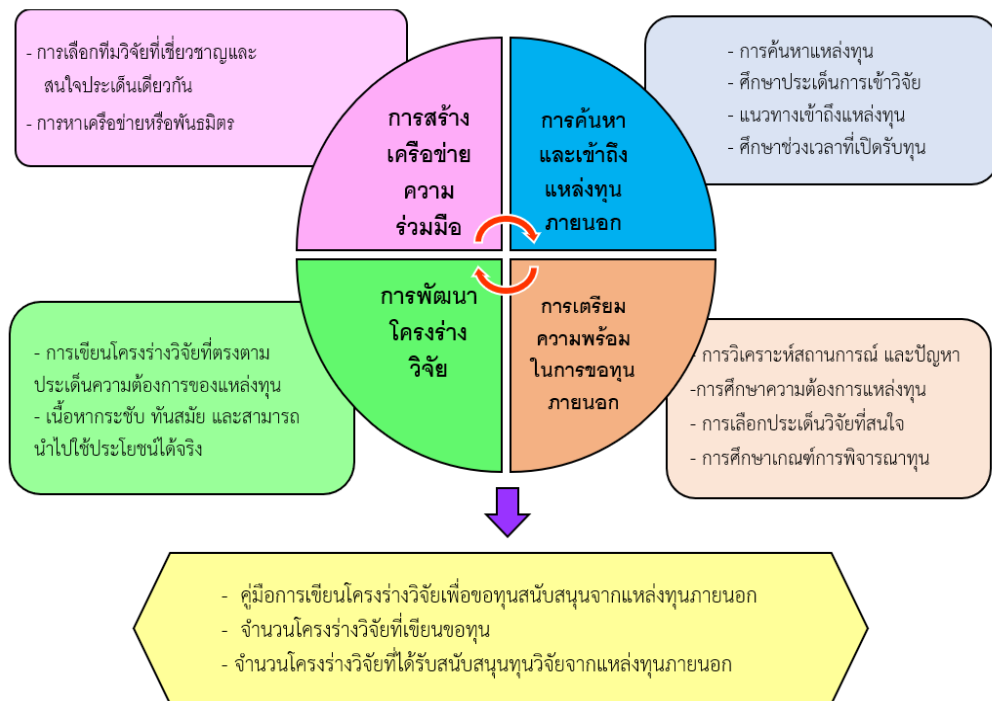 - การเลือกทีมวิจัยที่เชี่ยวชาญและ
สนใจประเด็นเดียวกัน
- การหาเครือข่ายหรือพันธมิตร
การสร้าง
เครือข่าย
ความ
ร่วมมือ
การค้นหา
และเข้าถึง
แหล่งทุน
ภายนอก
- การค้นหาแหล่งทุน
- ศึกษาประเด็นการเข้าวิจัย
- แนวทางเข้าถึงแหล่งทุน
- ศึกษาช่วงเวลาที่เปิดรับทุน
- การเขียนโครงร่างวิจัยที่ตรงตาม
ประเด็นความต้องการของแหล่งทุน
- เนื้อหากระชับ ทันสมัย และสามารถ
นำไปใช้ประโยชน์ได้จริง
การพัฒนา
โครงร่าง
วิจัย
การเตรียม
ความพร้อม
ในการขอทุน
ภายนอก
- การวิเคราะห์สถานการณ์ และปัญหา
-การศึกษาความต้องการแหล่งทุน
- การเลือกประเด็นวิจัยที่สนใจ
- การศึกษาเกณฑ์การพิจารณาทุน
- คู่มือการเขียนโครงร่างวิจัยเพื่อขอทุนสนับสนุนจากแหล่งทุนภายนอก
- จำนวนโครงร่างวิจัยที่เขียนขอทุน
- จำนวนโครงร่างวิจัยที่ได้รับสนับสนุนทุนวิจัยจากแหล่งทุนภายนอก